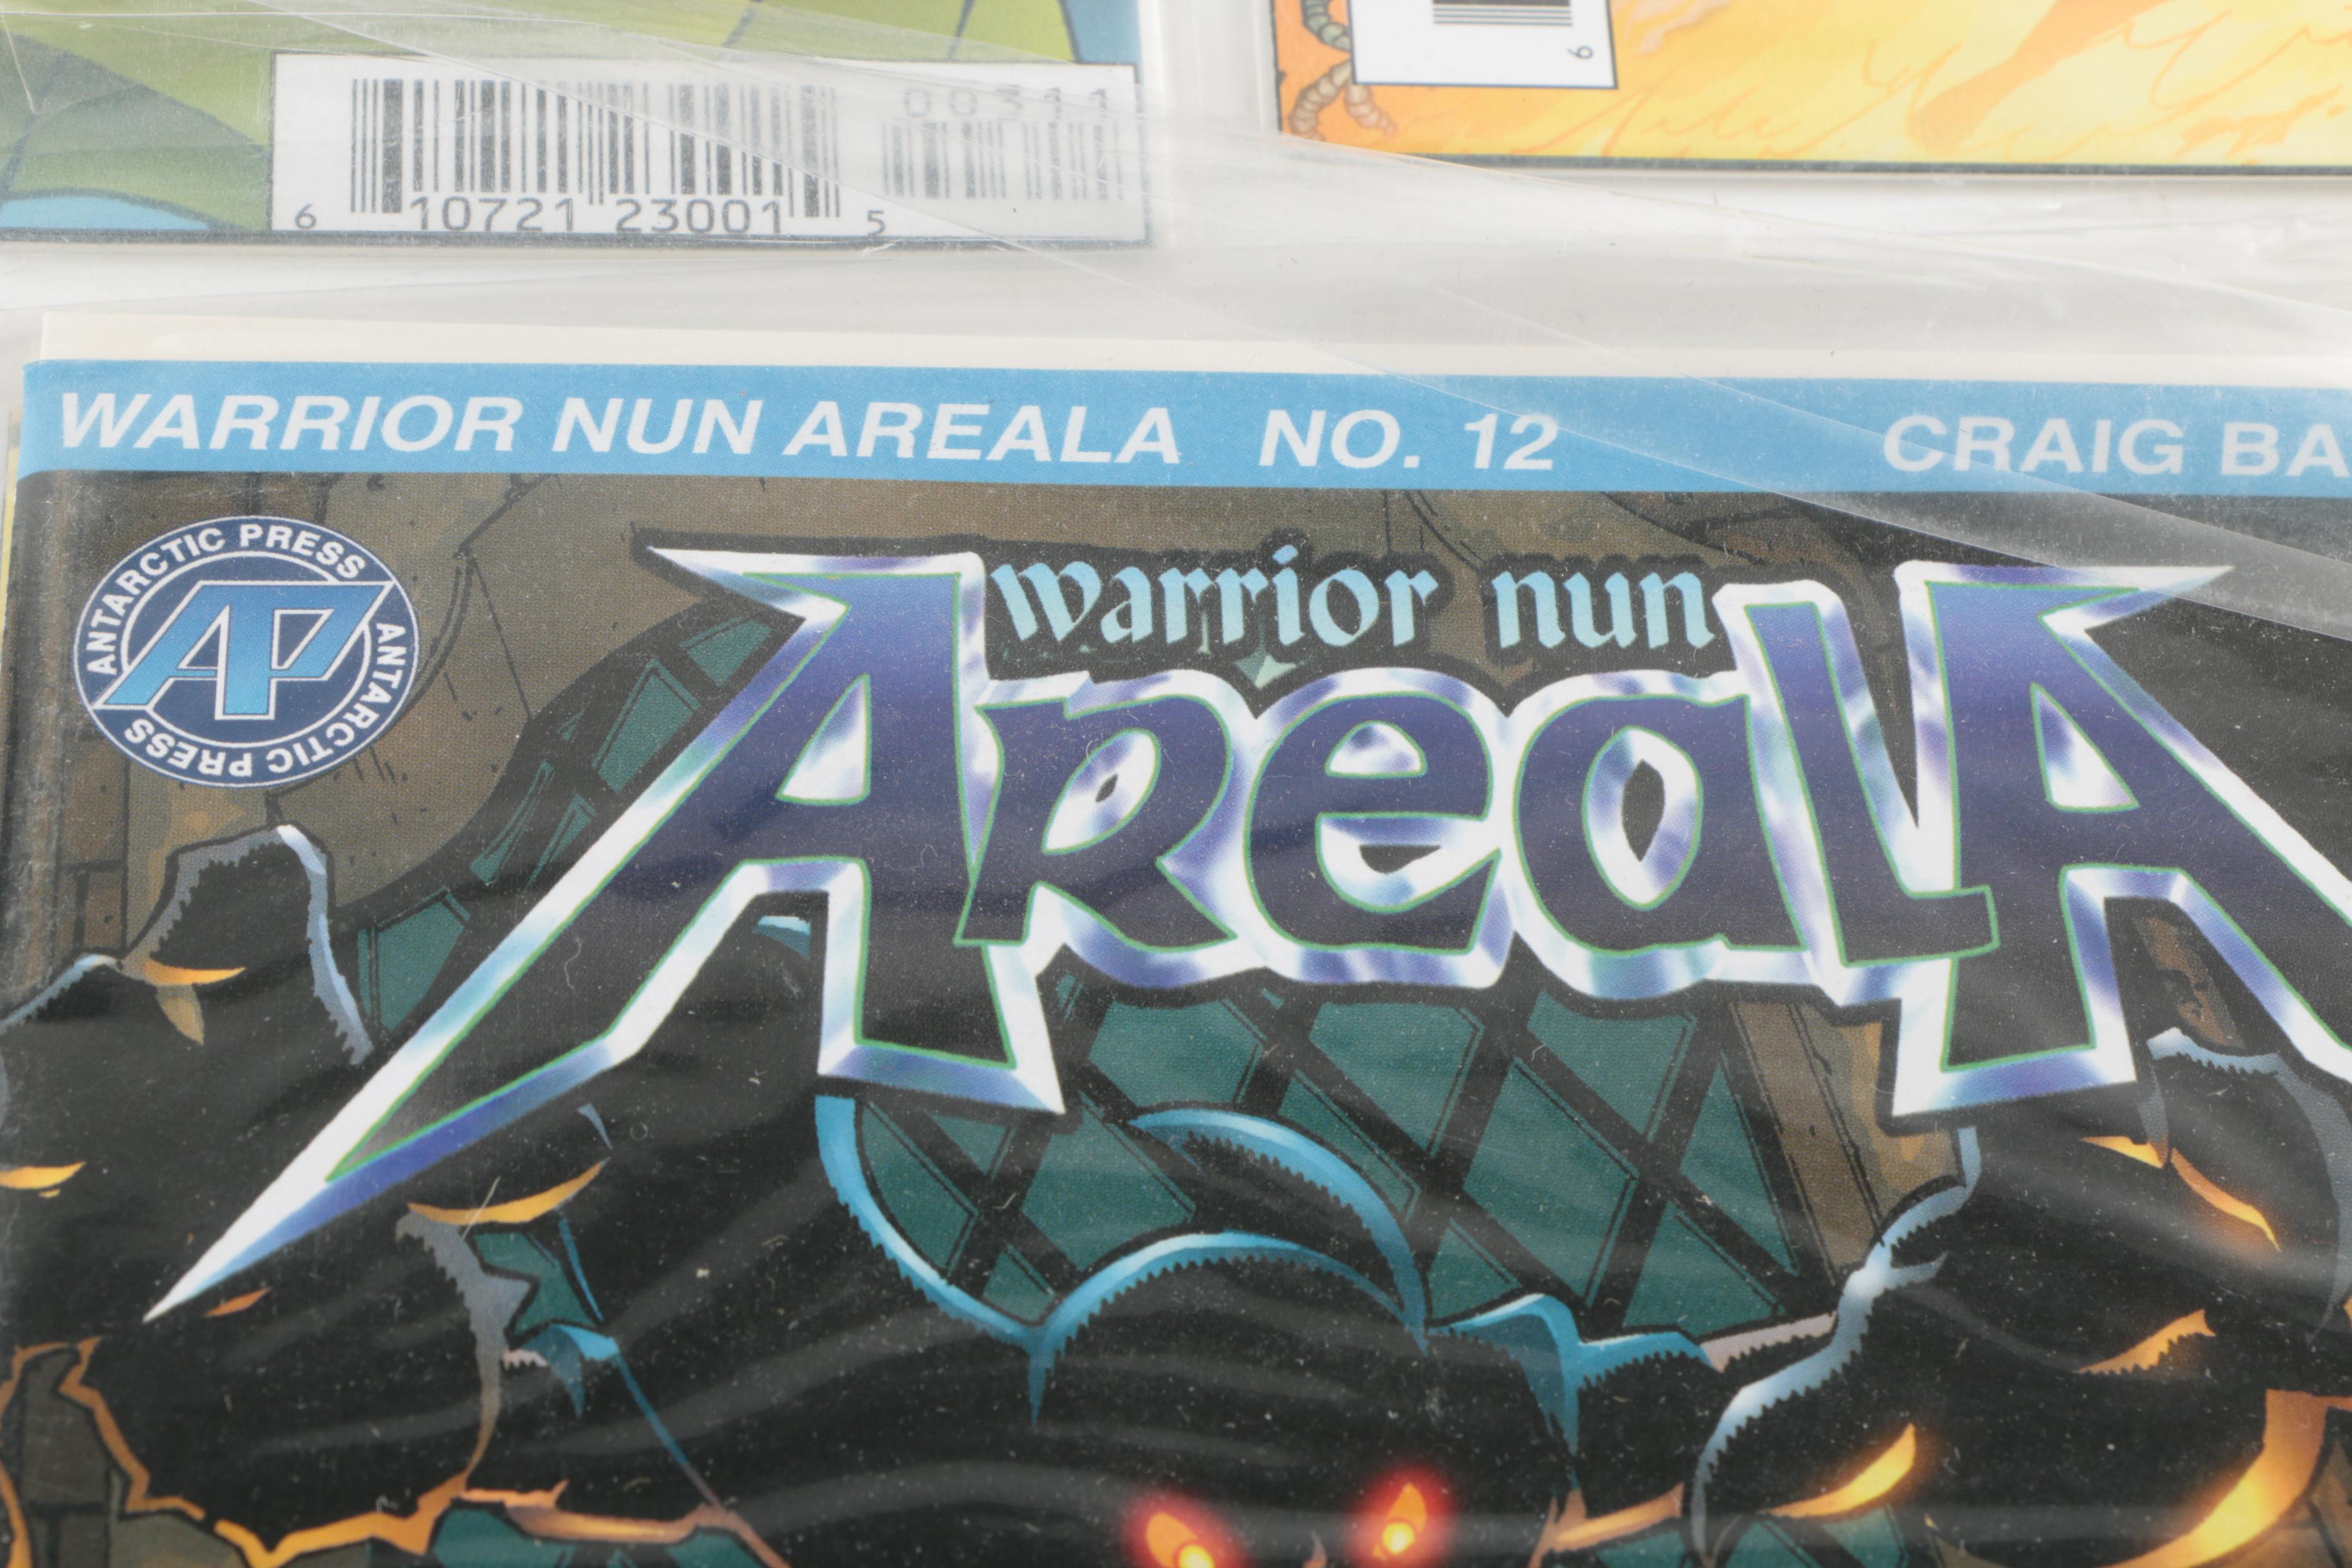 00311
6 10721 23001 5
6
WARRIOR NUN AREALA NO. 12 CRAIG BA
ANTARCTIC PRESS
AP
ANTARCTIC PRESS
warrior nun
AreaLA